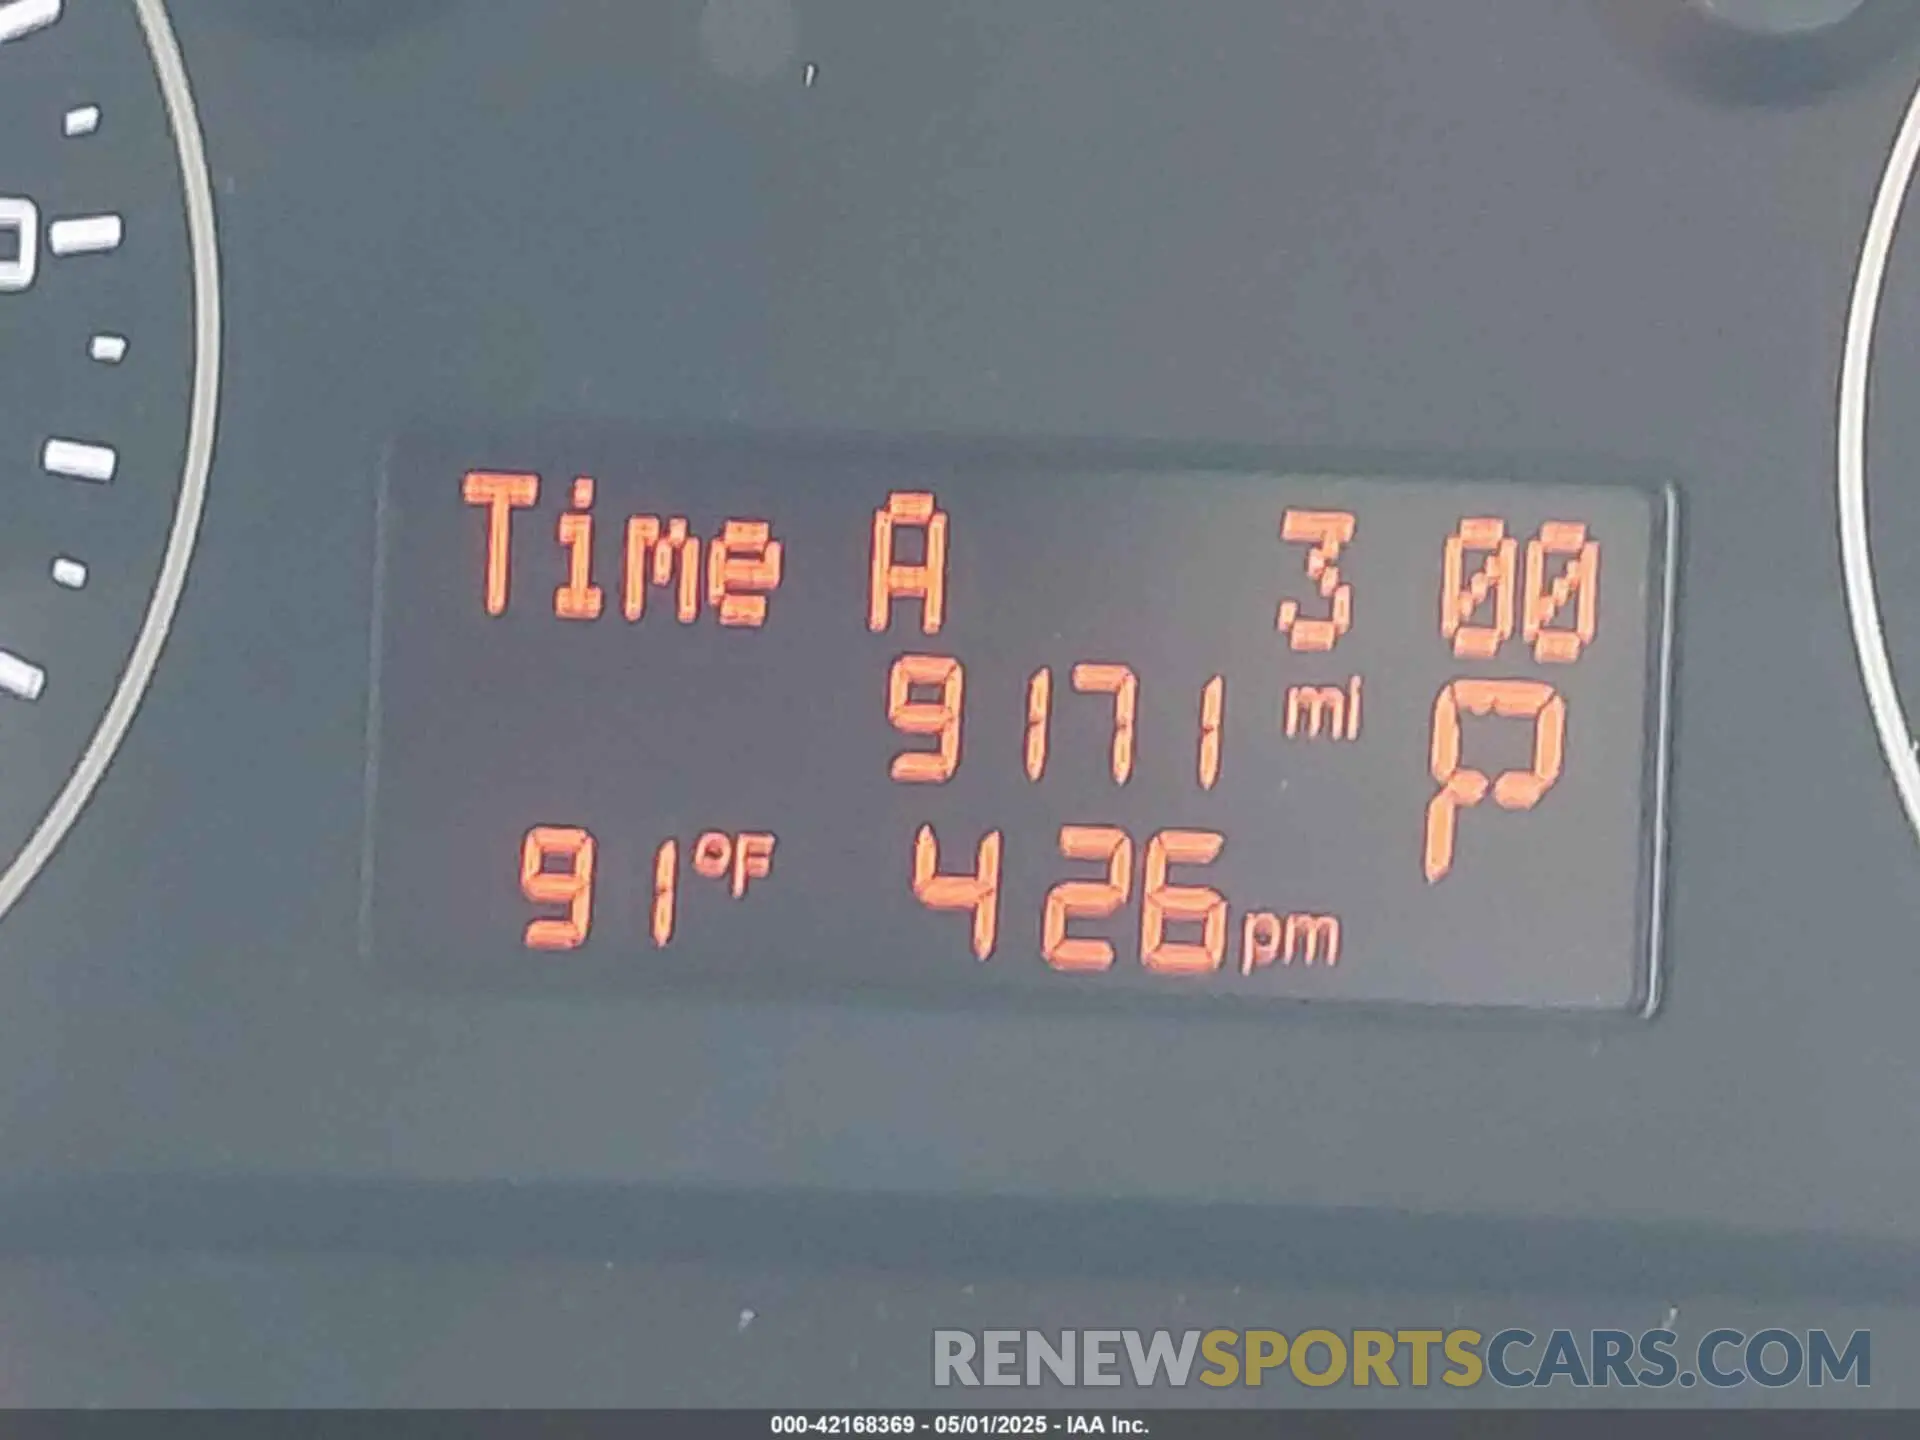 Time A 3 00
9171 mi P
91°F 426 pm
RENEWSPORTSCARS.COM
000-42168369 - 05/01/2025 - IAA Inc.